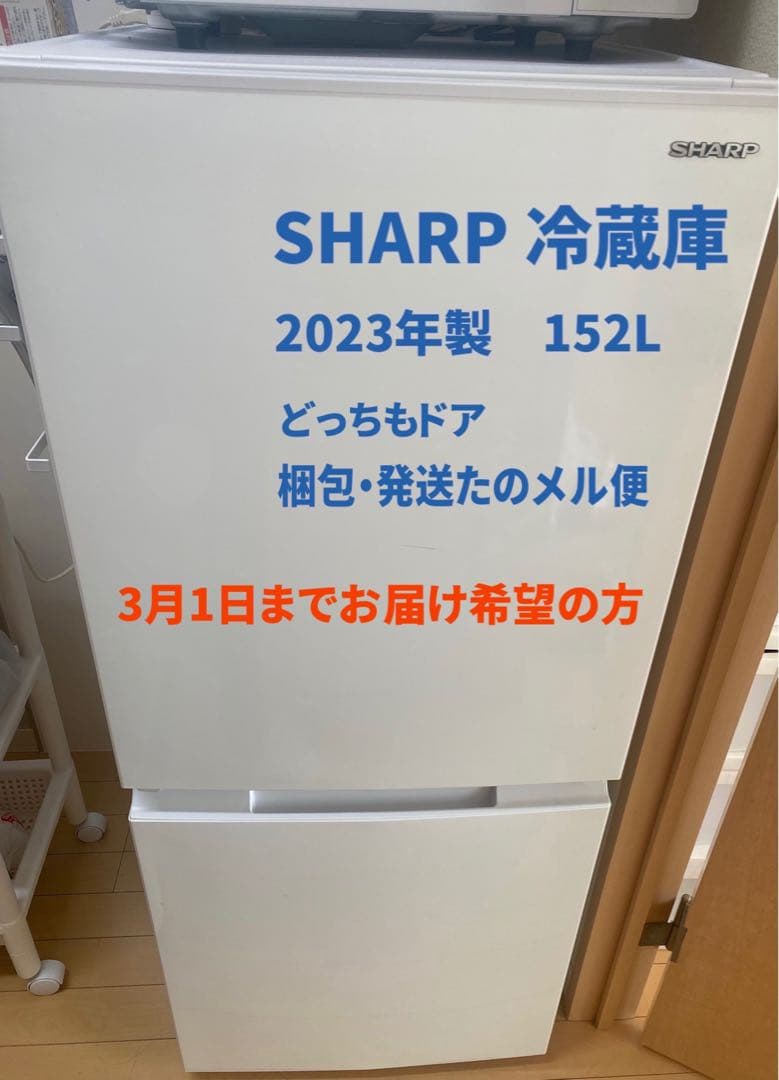 SHARP
SHARP 冷蔵庫
2023年製　152L
どっちもドア
梱包・発送たのメル便
3月1日までお届け希望の方